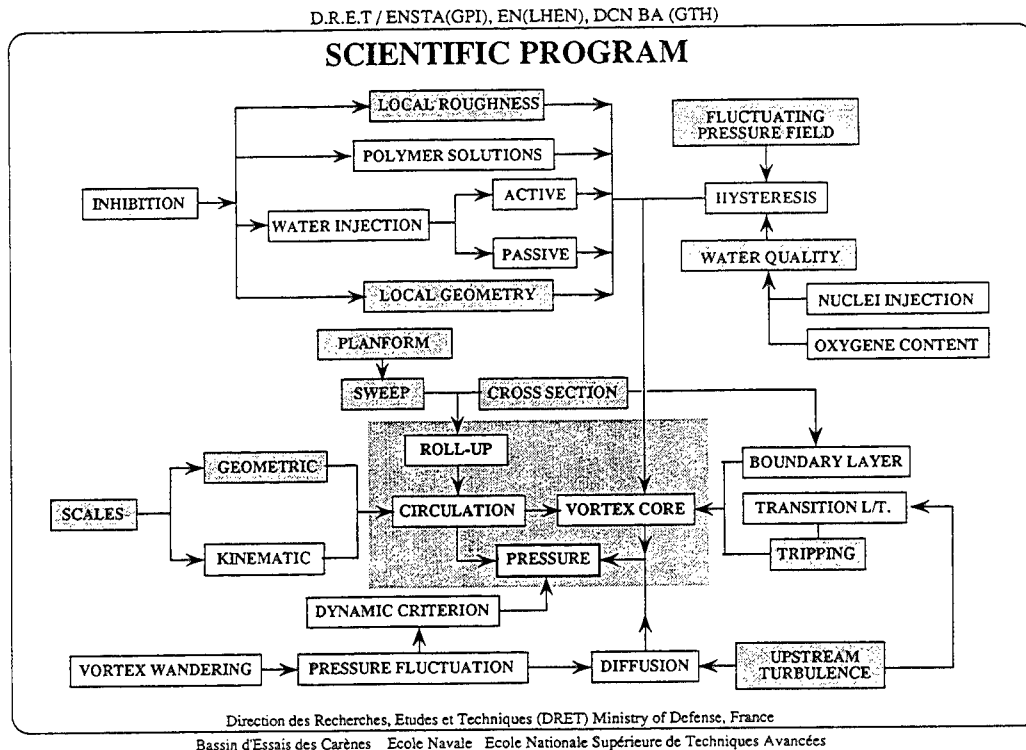 D.R.E.T / ENSTA(GPI), EN(LHEN), DCN BA (GTH)
SCIENTIFIC PROGRAM
LOCAL ROUGHNESS
POLYMER SOLUTIONS
INHIBITION
WATER INJECTION
ACTIVE
PASSIVE
LOCAL GEOMETRY
FLUCTUATING
PRESSURE FIELD
HYSTERESIS
WATER QUALITY
NUCLEI INJECTION
OXYGENE CONTENT
PLANFORM
SWEEP
CROSS SECTION
ROLL-UP
BOUNDARY LAYER
GEOMETRIC
SCALES
CIRCULATION
VORTEX CORE
TRANSITION L/T.
KINEMATIC
PRESSURE
TRIPPING
DYNAMIC CRITERION
VORTEX WANDERING
PRESSURE FLUCTUATION
DIFFUSION
UPSTREAM
TURBULENCE
Direction des Recherches, Etudes et Techniques (DRET) Ministry of Defense, France
Bassin d'Essais des Carènes Ecole Navale Ecole Nationale Supérieure de Techniques Avancées